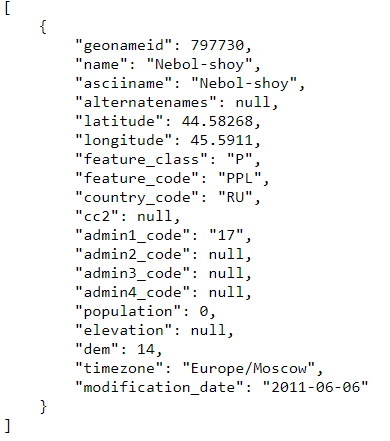 [
    {
        "geonameid": 797730,
        "name": "Nebol-shoy",
        "asciiname": "Nebol-shoy",
        "alternatenames": null,
        "latitude": 44.58268,
        "longitude": 45.5911,
        "feature_class": "P",
        "feature_code": "PPL",
        "country_code": "RU",
        "cc2": null,
        "admin1_code": "17",
        "admin2_code": null,
        "admin3_code": null,
        "admin4_code": null,
        "population": 0,
        "elevation": null,
        "dem": 14,
        "timezone": "Europe/Moscow",
        "modification_date": "2011-06-06"
    }
]